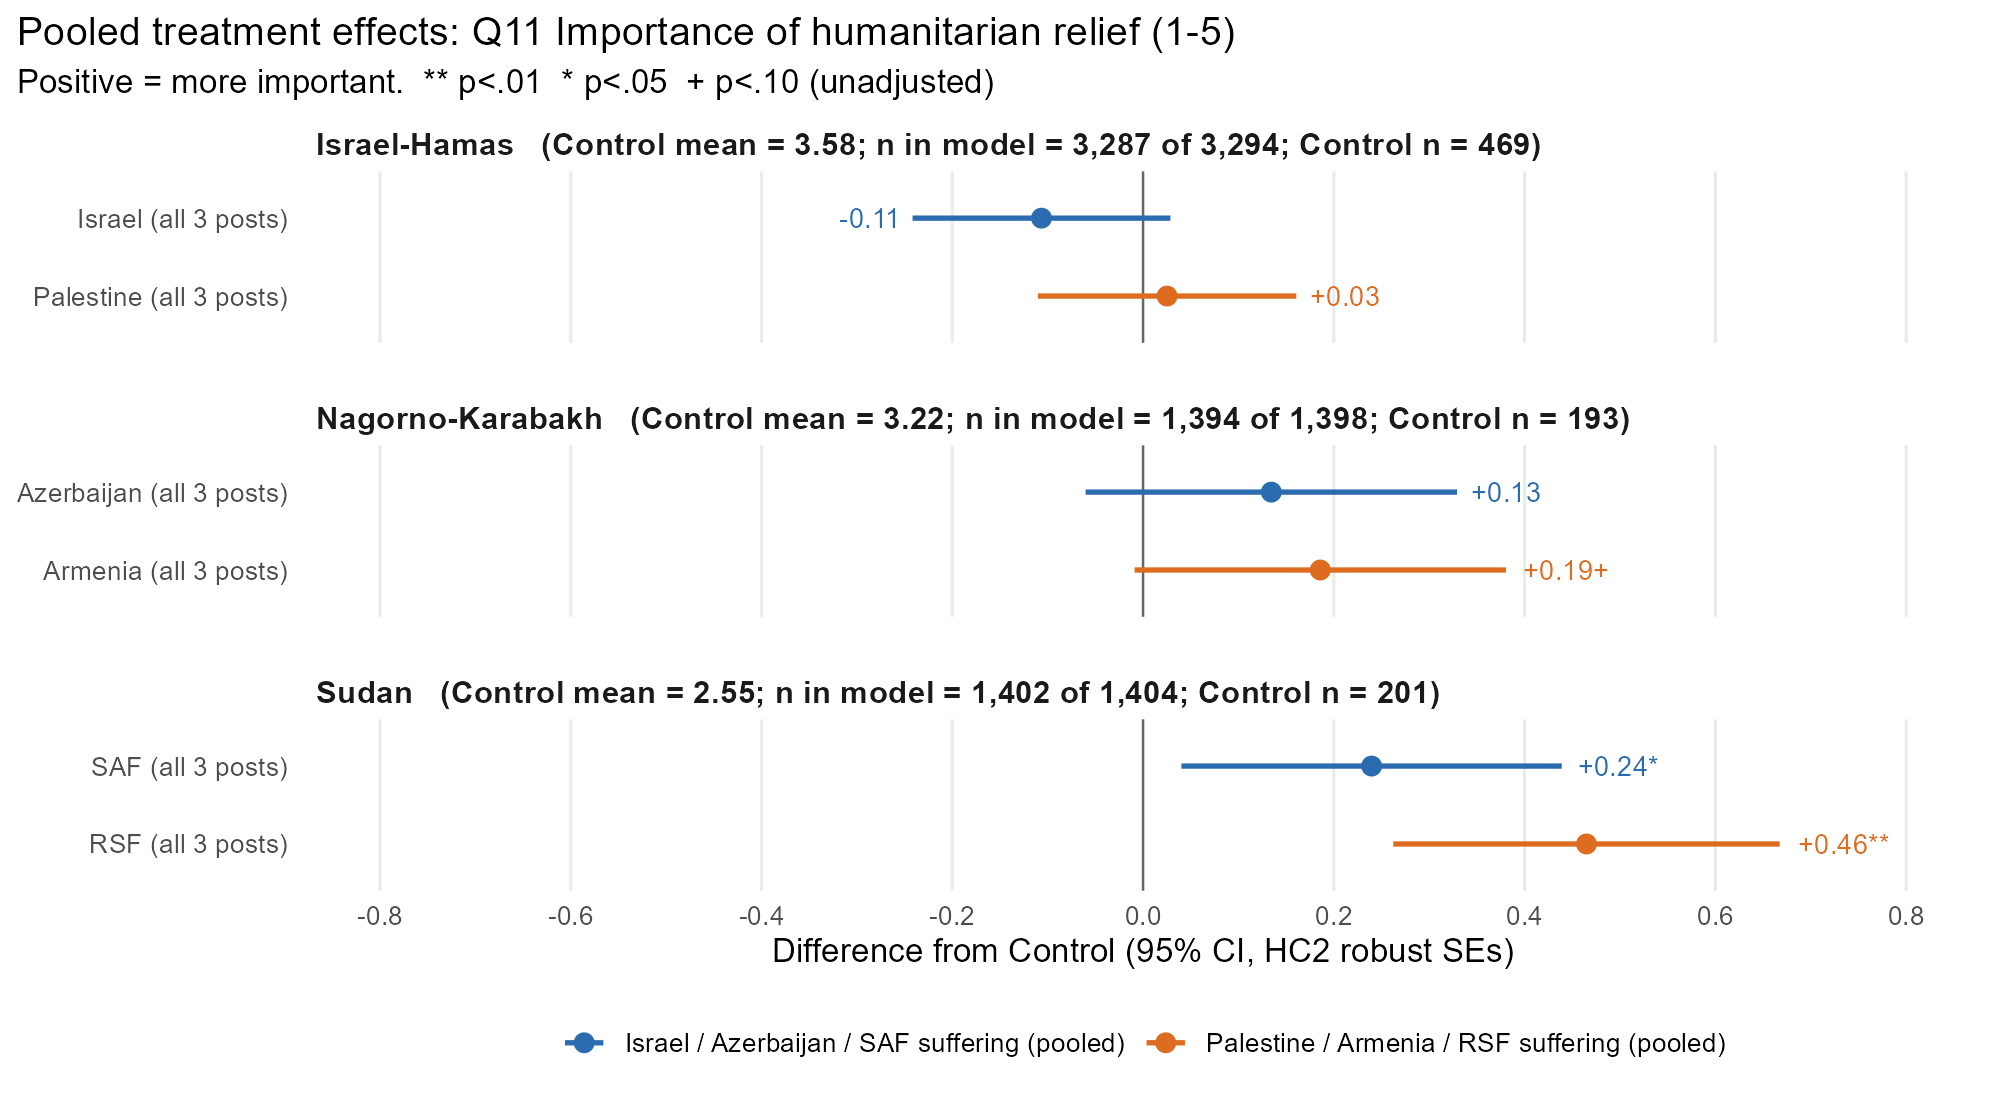 Pooled treatment effects: Q11 Importance of humanitarian relief (1-5)
Positive = more important.  ** p<.01  * p<.05  + p<.10 (unadjusted)
Israel-Hamas   (Control mean = 3.58; n in model = 3,287 of 3,294; Control n = 469)
Israel (all 3 posts)
-0.11
Palestine (all 3 posts)
+0.03
Nagorno-Karabakh   (Control mean = 3.22; n in model = 1,394 of 1,398; Control n = 193)
Azerbaijan (all 3 posts)
+0.13
Armenia (all 3 posts)
+0.19+
Sudan   (Control mean = 2.55; n in model = 1,402 of 1,404; Control n = 201)
SAF (all 3 posts)
+0.24*
RSF (all 3 posts)
+0.46**
-0.8 -0.6 -0.4 -0.2 0.0 0.2 0.4 0.6 0.8
Difference from Control (95% CI, HC2 robust SEs)
Israel / Azerbaijan / SAF suffering (pooled) Palestine / Armenia / RSF suffering (pooled)